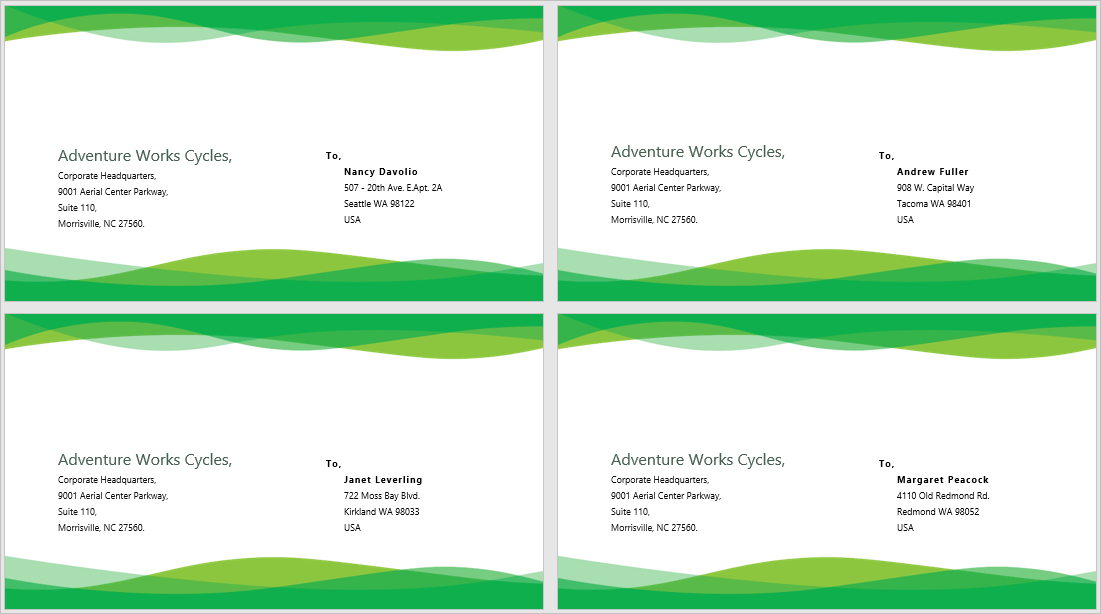 Adventure Works Cycles,
Corporate Headquarters,
9001 Aerial Center Parkway,
Suite 110,
Morrisville, NC 27560.
To,
Nancy Davolio
507 - 20th Ave. E.Apt. 2A
Seattle WA 98122
USA
Adventure Works Cycles,
Corporate Headquarters,
9001 Aerial Center Parkway,
Suite 110,
Morrisville, NC 27560.
To,
Andrew Fuller
908 W. Capital Way
Tacoma WA 98401
USA
Adventure Works Cycles,
Corporate Headquarters,
9001 Aerial Center Parkway,
Suite 110,
Morrisville, NC 27560.
To,
Janet Leverling
722 Moss Bay Blvd.
Kirkland WA 98033
USA
Adventure Works Cycles,
Corporate Headquarters,
9001 Aerial Center Parkway,
Suite 110,
Morrisville, NC 27560.
To,
Margaret Peacock
4110 Old Redmond Rd.
Redmond WA 98052
USA